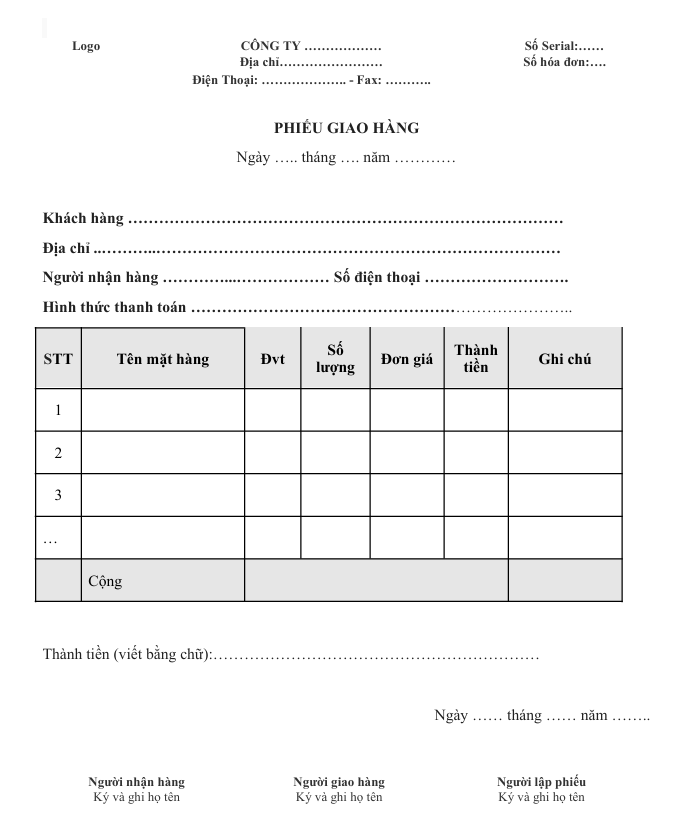 Logo
CÔNG TY ………………
Số Serial:……
Địa chỉ……………………
Số hóa đơn:….
Điện Thoại: ……………….. - Fax: ………..
PHIẾU GIAO HÀNG
Ngày ….. tháng …. năm …………
Khách hàng …………………………………………………………………………
Địa chỉ ..………...……………………………………………………………………
Người nhận hàng …………...……………… Số điện thoại ……………………….
Hình thức thanh toán …………………………………………………………………..
STT Tên mặt hàng Đvt Số lượng Đơn giá Thành tiền Ghi chú
1
2
3
…
Cộng
Thành tiền (viết bằng chữ):………………………………………………………
Ngày …… tháng …… năm ……..
Người nhận hàng Người giao hàng Người lập phiếu
Ký và ghi họ tên Ký và ghi họ tên Ký và ghi họ tên